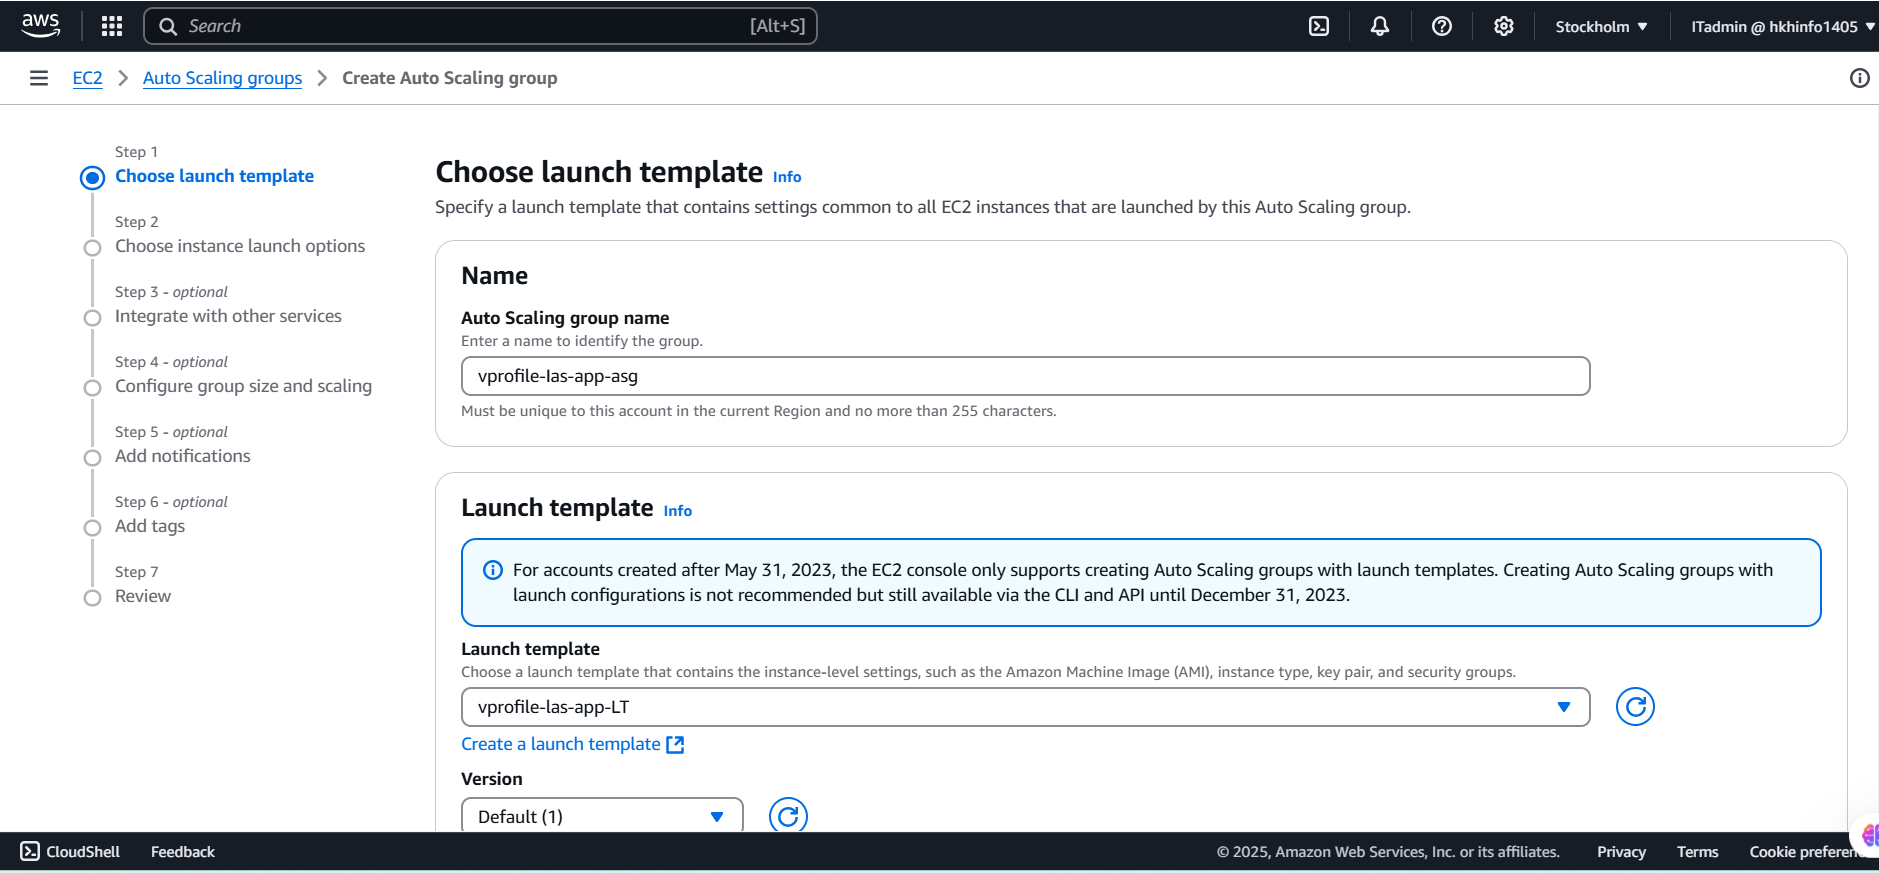 aws
Search [Alt+S]
Stockholm
ITadmin @ hkhinfo1405
EC2 > Auto Scaling groups > Create Auto Scaling group
Step 1
Choose launch template
Step 2
Choose instance launch options
Step 3 - optional
Integrate with other services
Step 4 - optional
Configure group size and scaling
Step 5 - optional
Add notifications
Step 6 - optional
Add tags
Step 7
Review
Choose launch template Info
Specify a launch template that contains settings common to all EC2 instances that are launched by this Auto Scaling group.
Name
Auto Scaling group name
Enter a name to identify the group.
vprofile-las-app-asg
Must be unique to this account in the current Region and no more than 255 characters.
Launch template Info
For accounts created after May 31, 2023, the EC2 console only supports creating Auto Scaling groups with launch templates. Creating Auto Scaling groups with
launch configurations is not recommended but still available via the CLI and API until December 31, 2023.
Launch template
Choose a launch template that contains the instance-level settings, such as the Amazon Machine Image (AMI), instance type, key pair, and security groups.
vprofile-las-app-LT
Create a launch template
Version
Default (1)
CloudShell Feedback
© 2025, Amazon Web Services, Inc. or its affiliates. Privacy Terms Cookie preferen